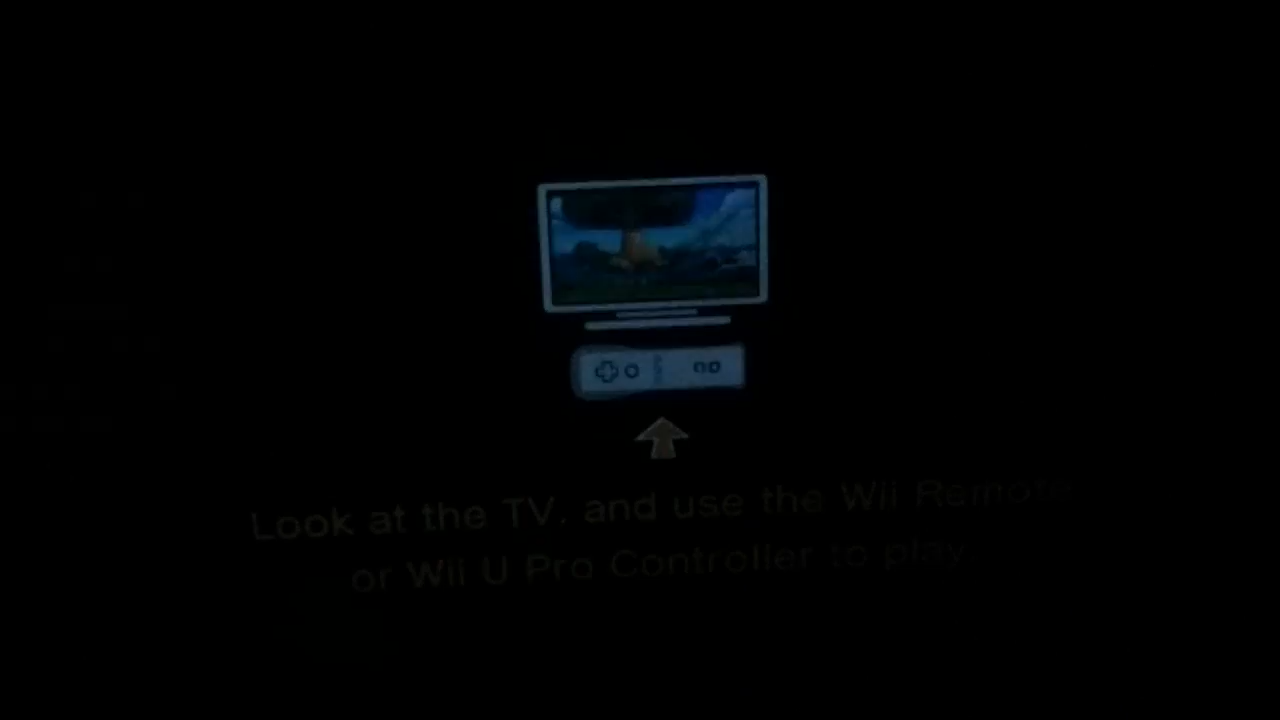 Look at the TV, and use the Wii Remote
or Wii U Pro Controller to play